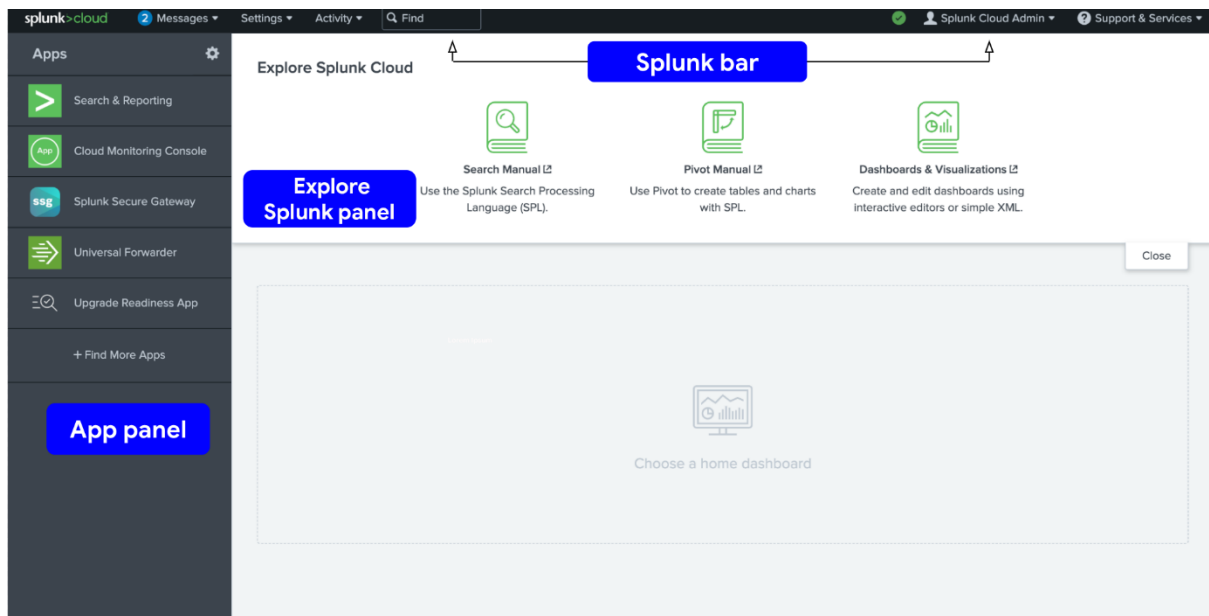 splunk>cloud 2 Messages Settings Activity Find Splunk Cloud Admin Support & Services
Apps
Search & Reporting
App Cloud Monitoring Console
ssg Splunk Secure Gateway
Universal Forwarder
Upgrade Readiness App
+ Find More Apps
App panel
Splunk bar
Explore Splunk Cloud
Explore
Splunk panel
Search Manual
Use the Splunk Search Processing
Language (SPL).
Pivot Manual
Use Pivot to create tables and charts
with SPL.
Dashboards & Visualizations
Create and edit dashboards using
interactive editors or simple XML.
Close
Choose a home dashboard